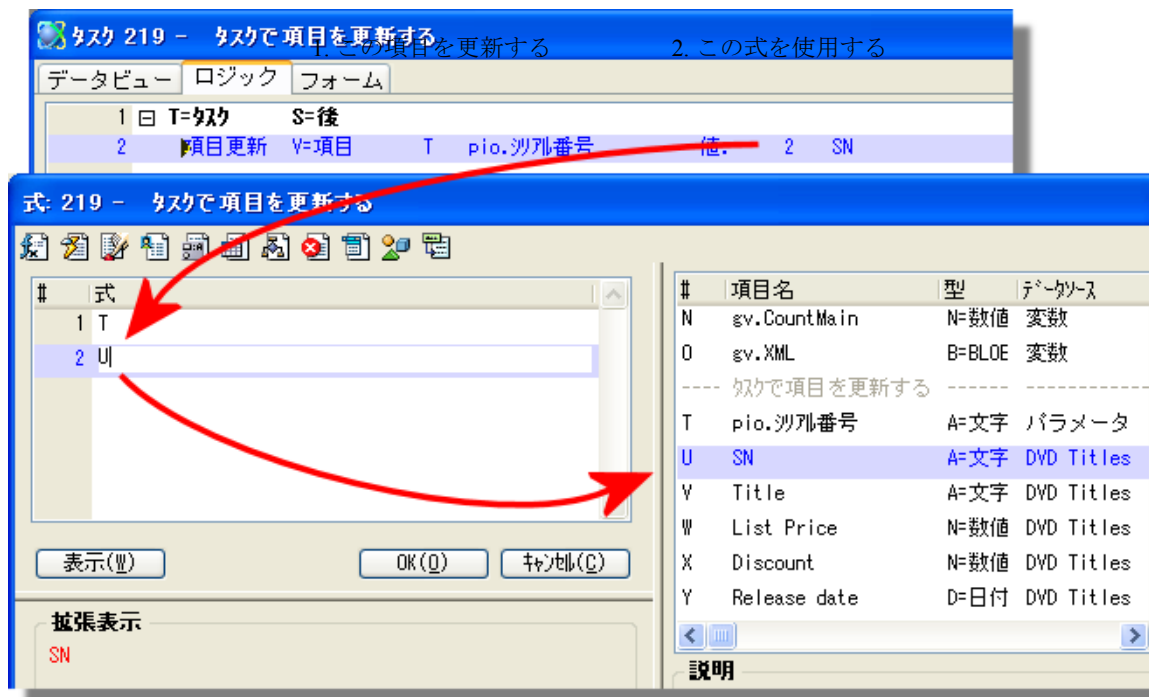 タスク 219 - タスクで項目を更新する
1. この項目を更新する 2. この式を使用する
データビュー ロジック フォーム
1 T=タスク S=後
2 項目更新 V=項目 T pio.シリアル番号 値: 2 SN
式: 219 - タスクで項目を更新する
# 式
1 T
2 U
表示(W) OK(O) キャンセル(C)
拡張表示
SN
# 項目名 型 データソース
N gv.CountMain N=数値 変数
O gv.XML B=BLOE 変数
---- タスクで項目を更新する ------ ------------
T pio.シリアル番号 A=文字 パラメータ
U SN A=文字 DVD Titles
V Title A=文字 DVD Titles
W List Price N=数値 DVD Titles
X Discount N=数値 DVD Titles
Y Release date D=日付 DVD Titles
説明